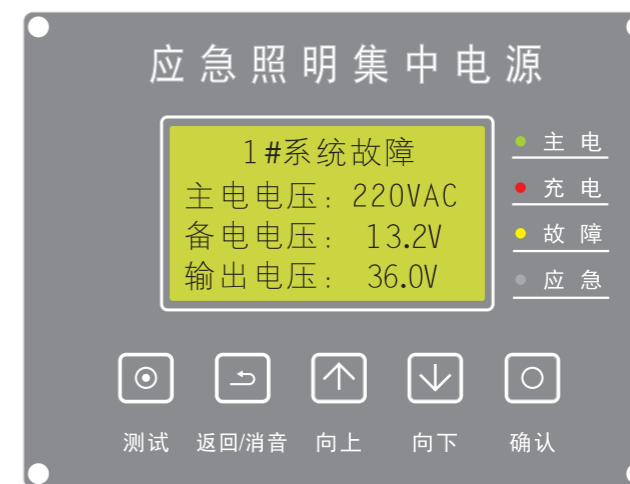 应急照明集中电源
1#系统故障
主电电压: 220VAC
备电电压: 13.2V
输出电压: 36.0V
主电
充电
故障
应急
测试 返回/消音 向上 向下 确认